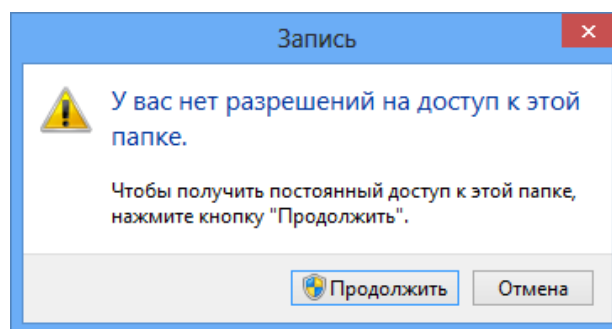 Запись
У вас нет разрешений на доступ к этой
папке.
Чтобы получить постоянный доступ к этой папке,
нажмите кнопку "Продолжить".
Продолжить
Отмена